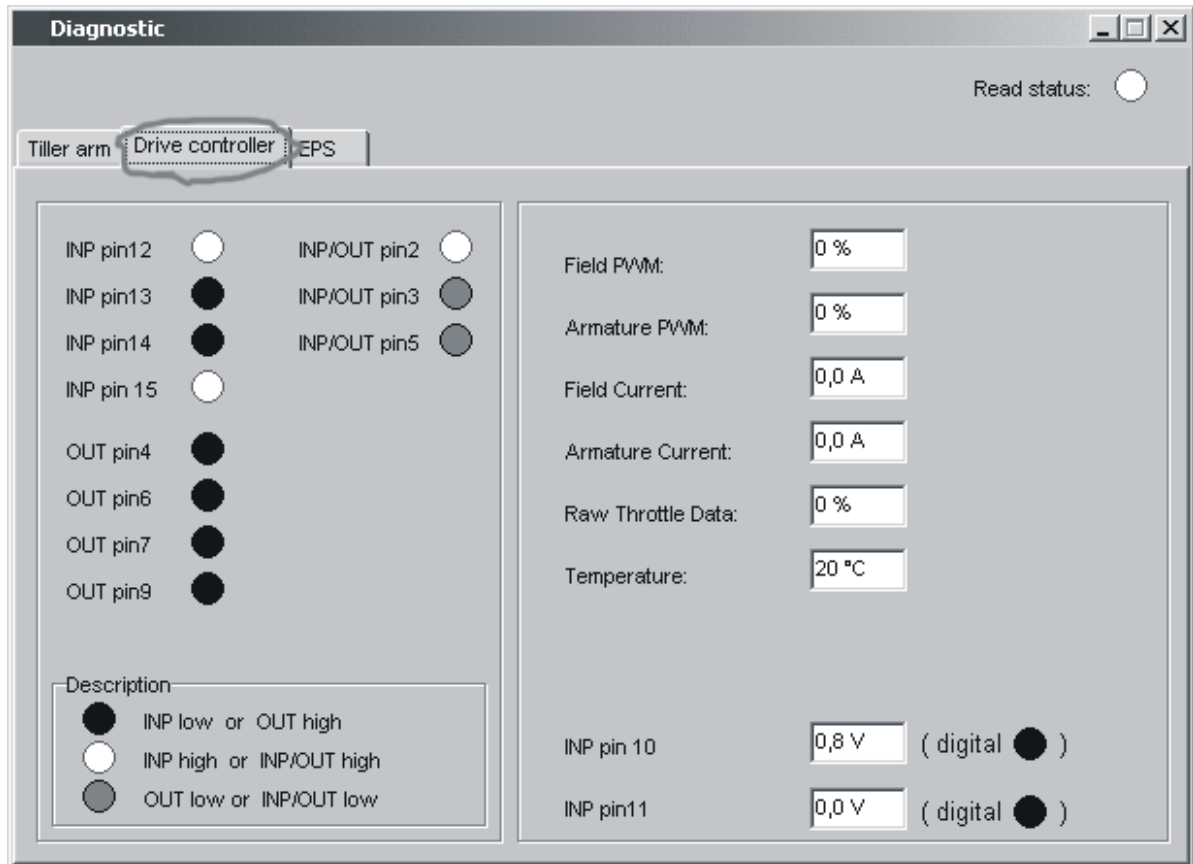 Diagnostic
Read status:
Tiller arm
Drive controller
EPS
INP pin12
INP/OUT pin2
INP pin13
INP/OUT pin3
INP pin14
INP/OUT pin5
INP pin 15
OUT pin4
OUT pin6
OUT pin7
OUT pin9
Description
INP low or OUT high
INP high or INP/OUT high
OUT low or INP/OUT low
Field PWM: 0 %
Armature PWM: 0 %
Field Current: 0,0 A
Armature Current: 0,0 A
Raw Throttle Data: 0 %
Temperature: 20 °C
INP pin 10 0,8 V ( digital )
INP pin11 0,0 V ( digital )